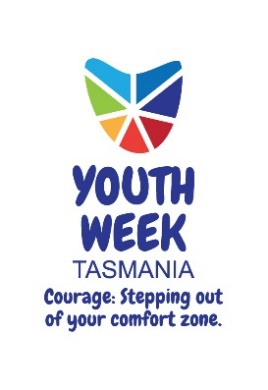 YOUTH
WEEK
TASMANIA
Courage: Stepping out
of your comfort zone.